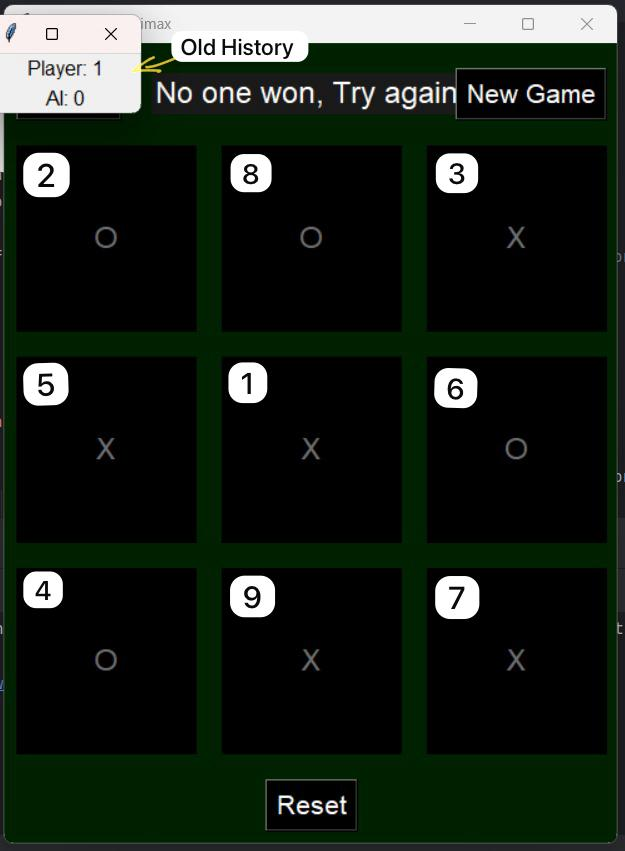 imax
Old History
Player: 1
AI: 0
No one won, Try again
New Game
2
O
8
O
3
X
5
X
1
X
6
O
4
O
9
X
7
X
Reset